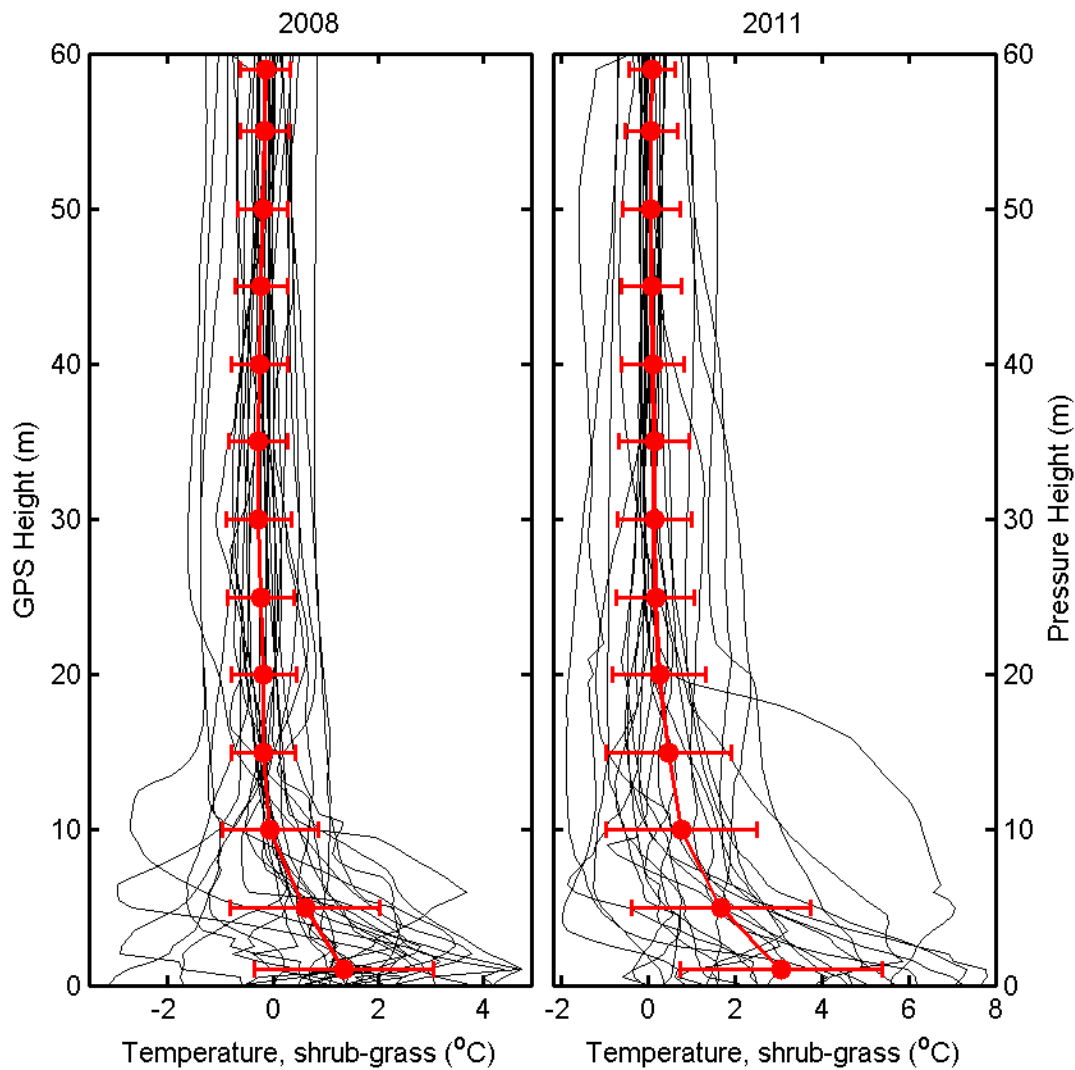 2008 2011
60 60
50 50
40 40
30 30
20 20
10 10
0 0
GPS Height (m)
Pressure Height (m)
-2 0 2 4 -2 0 2 4 6 8
Temperature, shrub-grass (°C) Temperature, shrub-grass (°C)